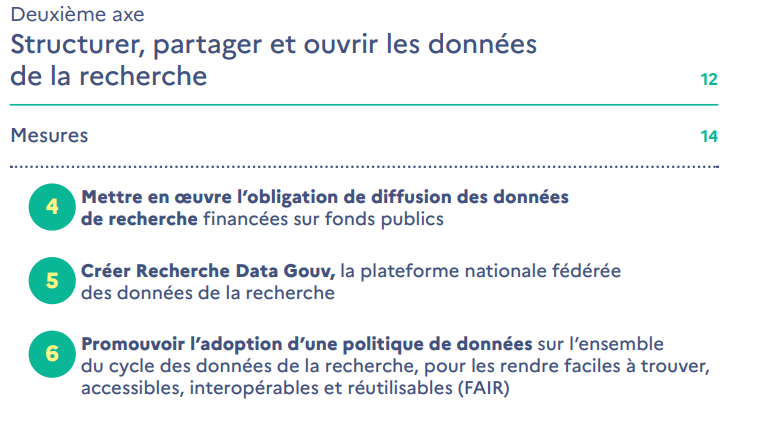 Deuxième axe
Structurer, partager et ouvrir les données
de la recherche 12
Mesures 14
4 Mettre en œuvre l’obligation de diffusion des données
de recherche financées sur fonds publics
5 Créer Recherche Data Gouv, la plateforme nationale fédérée
des données de la recherche
6 Promouvoir l’adoption d’une politique de données sur l’ensemble
du cycle des données de la recherche, pour les rendre faciles à trouver,
accessibles, interopérables et réutilisables (FAIR)